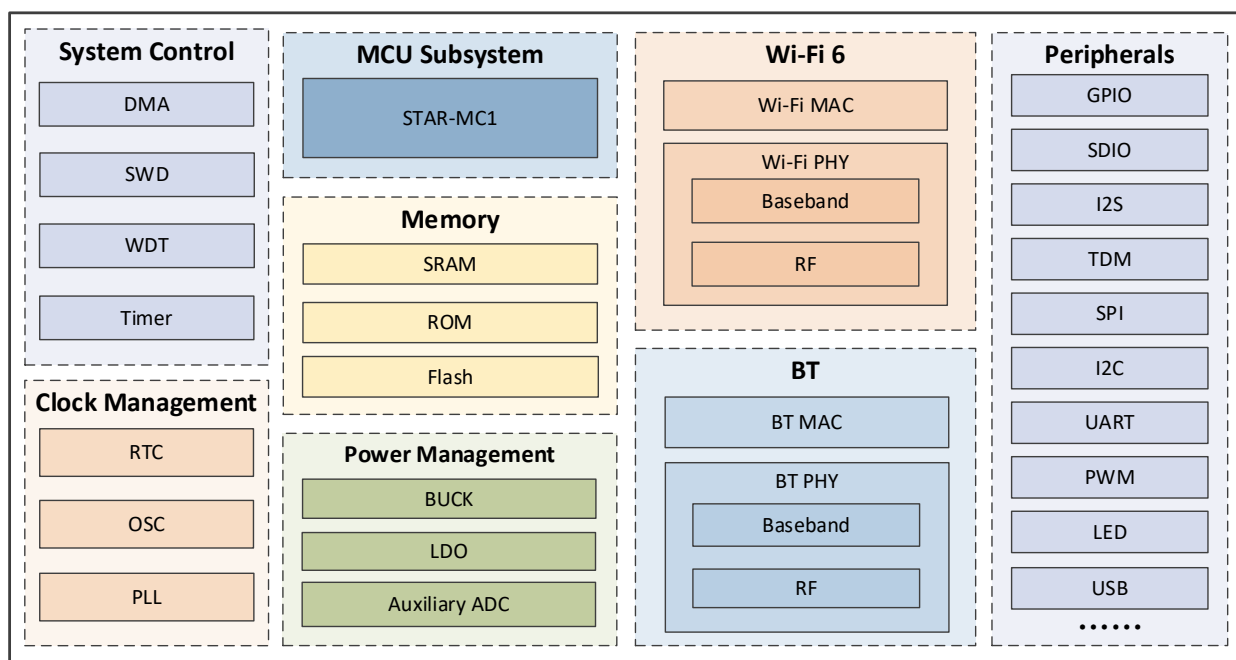 System Control
DMA
SWD
WDT
Timer
Clock Management
RTC
OSC
PLL
MCU Subsystem
STAR-MC1
Memory
SRAM
ROM
Flash
Power Management
BUCK
LDO
Auxiliary ADC
Wi-Fi 6
Wi-Fi MAC
Wi-Fi PHY
Baseband
RF
BT
BT MAC
BT PHY
Baseband
RF
Peripherals
GPIO
SDIO
I2S
TDM
SPI
I2C
UART
PWM
LED
USB
······